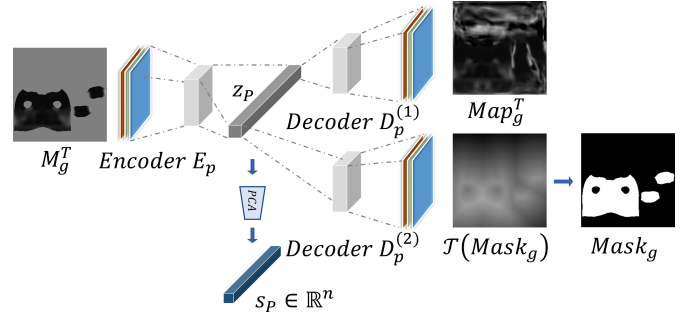 z_P
M_g^T
Encoder E_p
Decoder D_p^{(1)}
Map_g^T
PCA
Decoder D_p^{(2)}
𝒯(Mask_g)
Mask_g
s_P ∈ ℝ^n